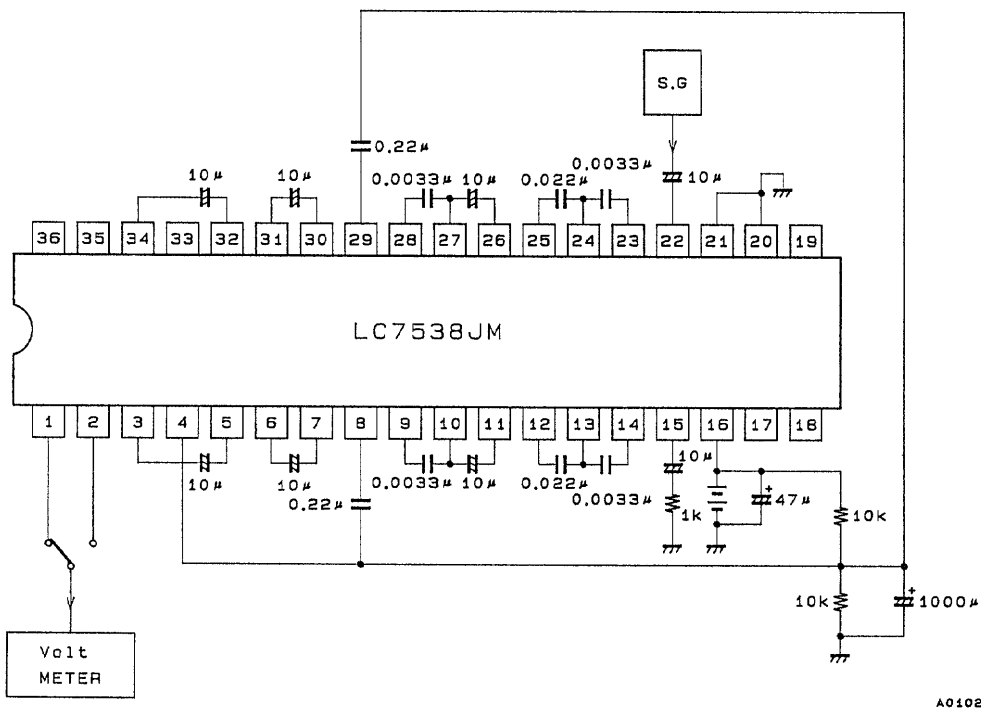 S.G
0.22μ
0.0033μ
10μ
10μ
0.0033μ
10μ
0.022μ
10μ
36 35 34 33 32 31 30 29 28 27 26 25 24 23 22 21 20 19
LC7538JM
1 2 3 4 5 6 7 8 9 10 11 12 13 14 15 16 17 18
10μ
10μ
10μ
0.22μ
0.0033μ
10μ
0.022μ
0.0033μ
1k
+
47μ
10k
10k
+
1000μ
Volt
METER
A0102